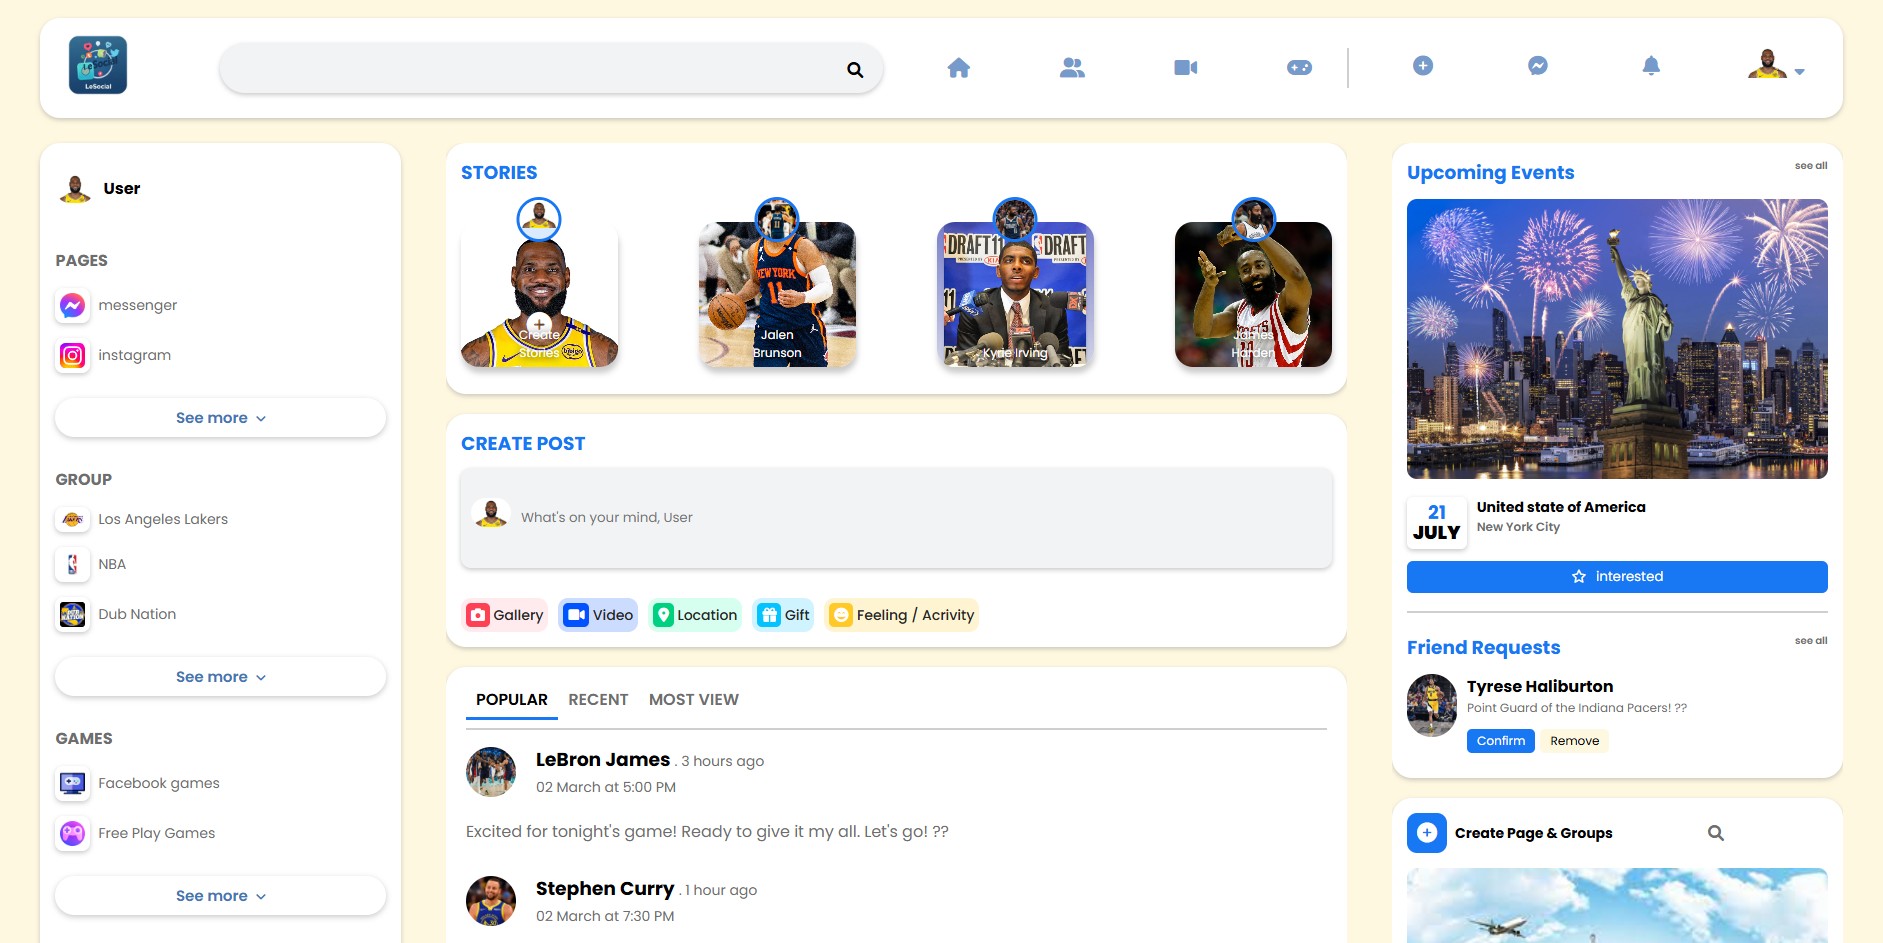 LeSocial
User
PAGES
messenger
instagram
See more
GROUP
Los Angeles Lakers
NBA
Dub Nation
See more
GAMES
Facebook games
Free Play Games
See more
STORIES
Create
Stories
NEW YORK
11
Jalen
Brunson
DRAFT11
DRAFT
Kyrie Irving
James
Harden
CREATE POST
What's on your mind, User
Gallery
Video
Location
Gift
Feeling / Acrivity
POPULAR
RECENT
MOST VIEW
LeBron James . 3 hours ago
02 March at 5:00 PM
Excited for tonight's game! Ready to give it my all. Let's go! ??
Stephen Curry . 1 hour ago
02 March at 7:30 PM
Upcoming Events
see all
21
JULY
United state of America
New York City
interested
Friend Requests
see all
Tyrese Haliburton
Point Guard of the Indiana Pacers! ??
Confirm
Remove
Create Page & Groups